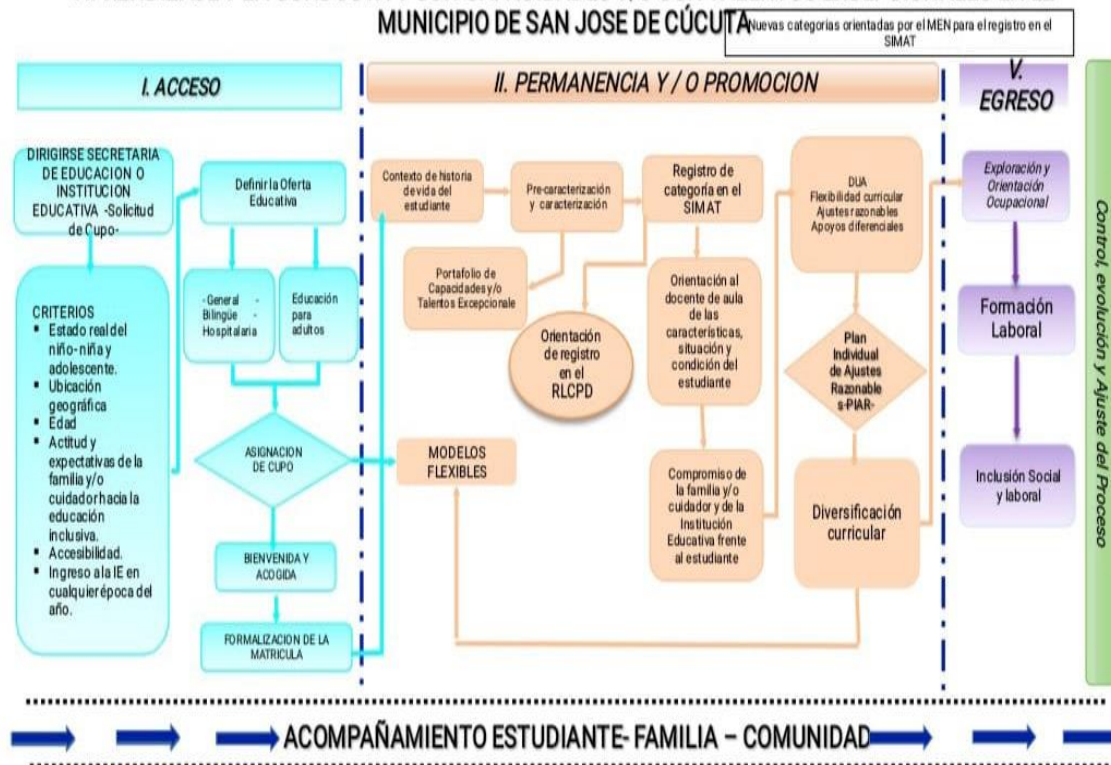 MUNICIPIO DE SAN JOSE DE CÚCUTA
Nuevas categorías orientadas por el MEN para el registro en el
SIMAT
I. ACCESO
II. PERMANENCIA Y / O PROMOCION
V.
EGRESO
DIRIGIRSE SECRETARIA
DE EDUCACION O
INSTITUCION
EDUCATIVA -Solicitud
de Cupo-
CRITERIOS
▪ Estado real del
niño-niña y
adolescente.
▪ Ubicación
geográfica
▪ Edad
▪ Actitud y
expectativas de la
familia y/o
cuidador hacia la
educación
inclusiva.
▪ Accesibilidad.
▪ Ingreso a la IE en
cualquier época del
año.
Definir la Oferta
Educativa
- General -
Bilingüe -
Hospitalaria
Educación
para
adultos
ASIGNACION
DE CUPO
BIENVENIDA Y
ACOGIDA
FORMALIZACION DE LA
MATRICULA
Contexto de historia
de vida del
estudiante
Pre-caracterización
y caracterización
Registro de
categoría en el
SIMAT
Portafolio de
Capacidades y/o
Talentos Excepcionale
Orientación
de registro
en el
RLCPD
Orientación al
docente de aula
de las
características,
situación y
condición del
estudiante
MODELOS
FLEXIBLES
Compromiso de
la familia y/o
cuidador y de la
Institución
Educativa frente
al estudiante
DUA
Flexibilidad curricular
Ajustes razonables
Apoyos diferenciales
Plan
Individual
de Ajustes
Razonable
s-PIAR-
Diversificación
curricular
Exploración y
Orientación
Ocupacional
Formación
Laboral
Inclusión Social
y laboral
Control, evolución y Ajuste del Proceso
ACOMPAÑAMIENTO ESTUDIANTE- FAMILIA – COMUNIDAD